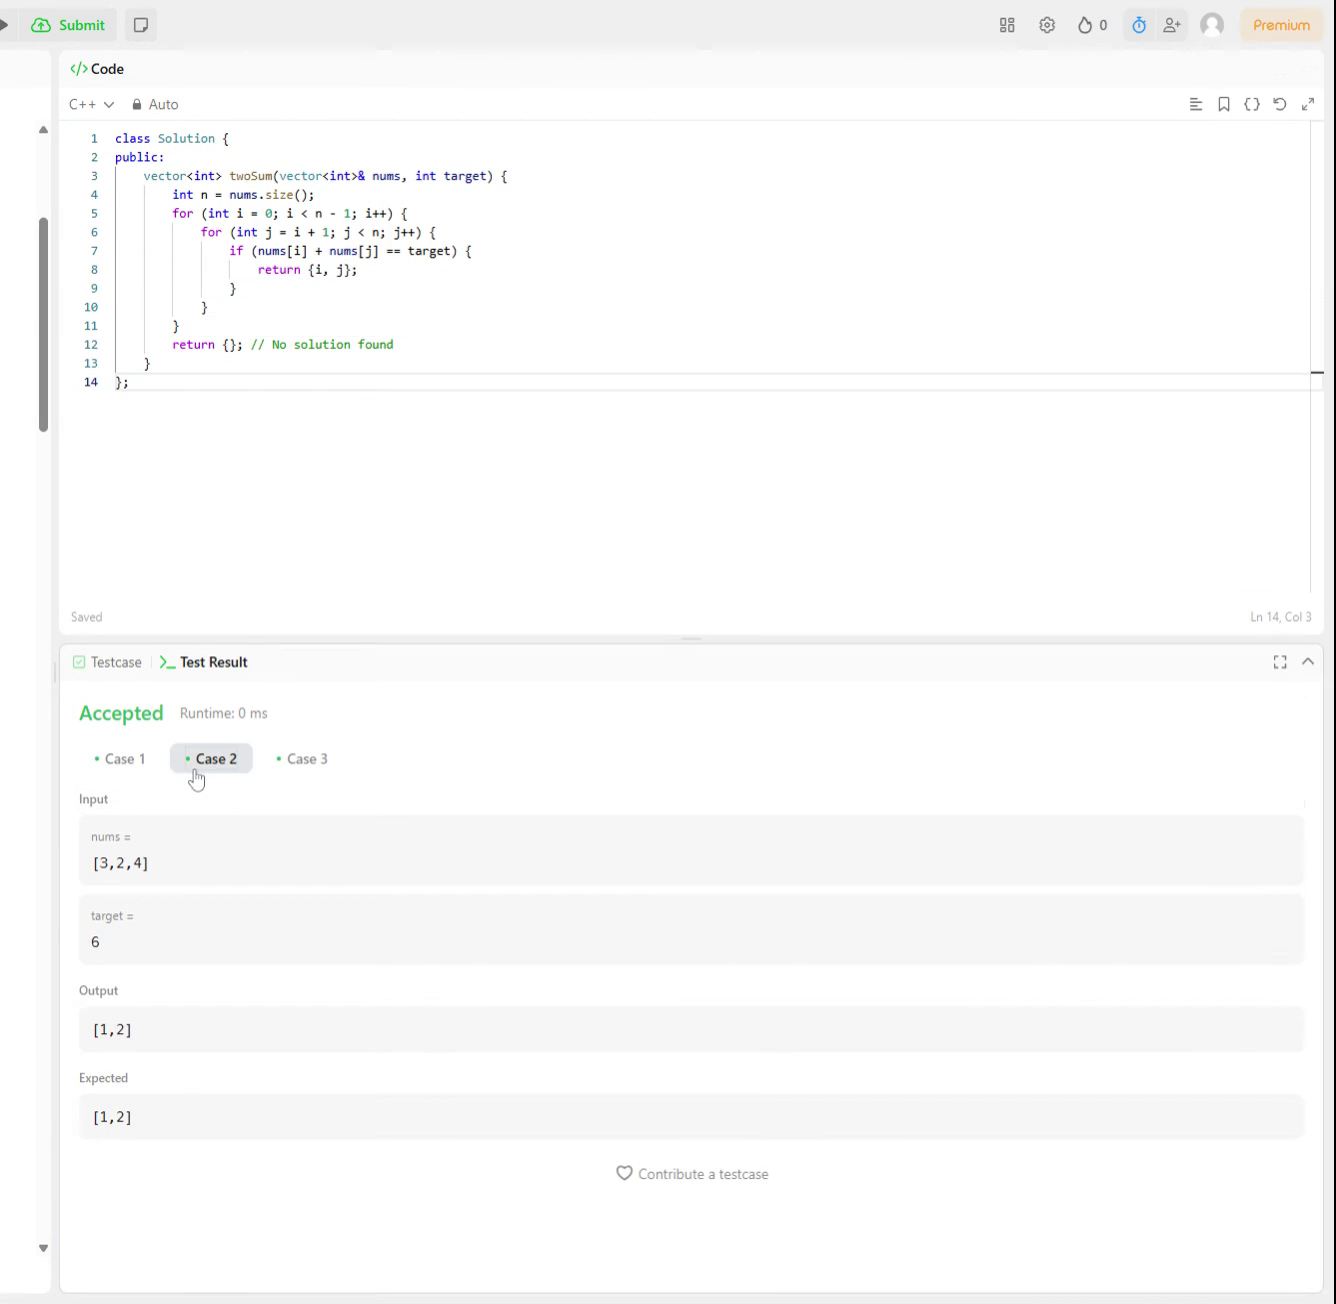 Submit
0
Premium
</> Code
C++ Auto
1 class Solution {
2 public:
3 vector<int> twoSum(vector<int>& nums, int target) {
4 int n = nums.size();
5 for (int i = 0; i < n - 1; i++) {
6 for (int j = i + 1; j < n; j++) {
7 if (nums[i] + nums[j] == target) {
8 return {i, j};
9 }
10 }
11 }
12 return {}; // No solution found
13 }
14 };
Saved
Ln 14, Col 3
Testcase
>_ Test Result
Accepted Runtime: 0 ms
• Case 1 • Case 2 • Case 3
Input
nums =
[3,2,4]
target =
6
Output
[1,2]
Expected
[1,2]
Contribute a testcase